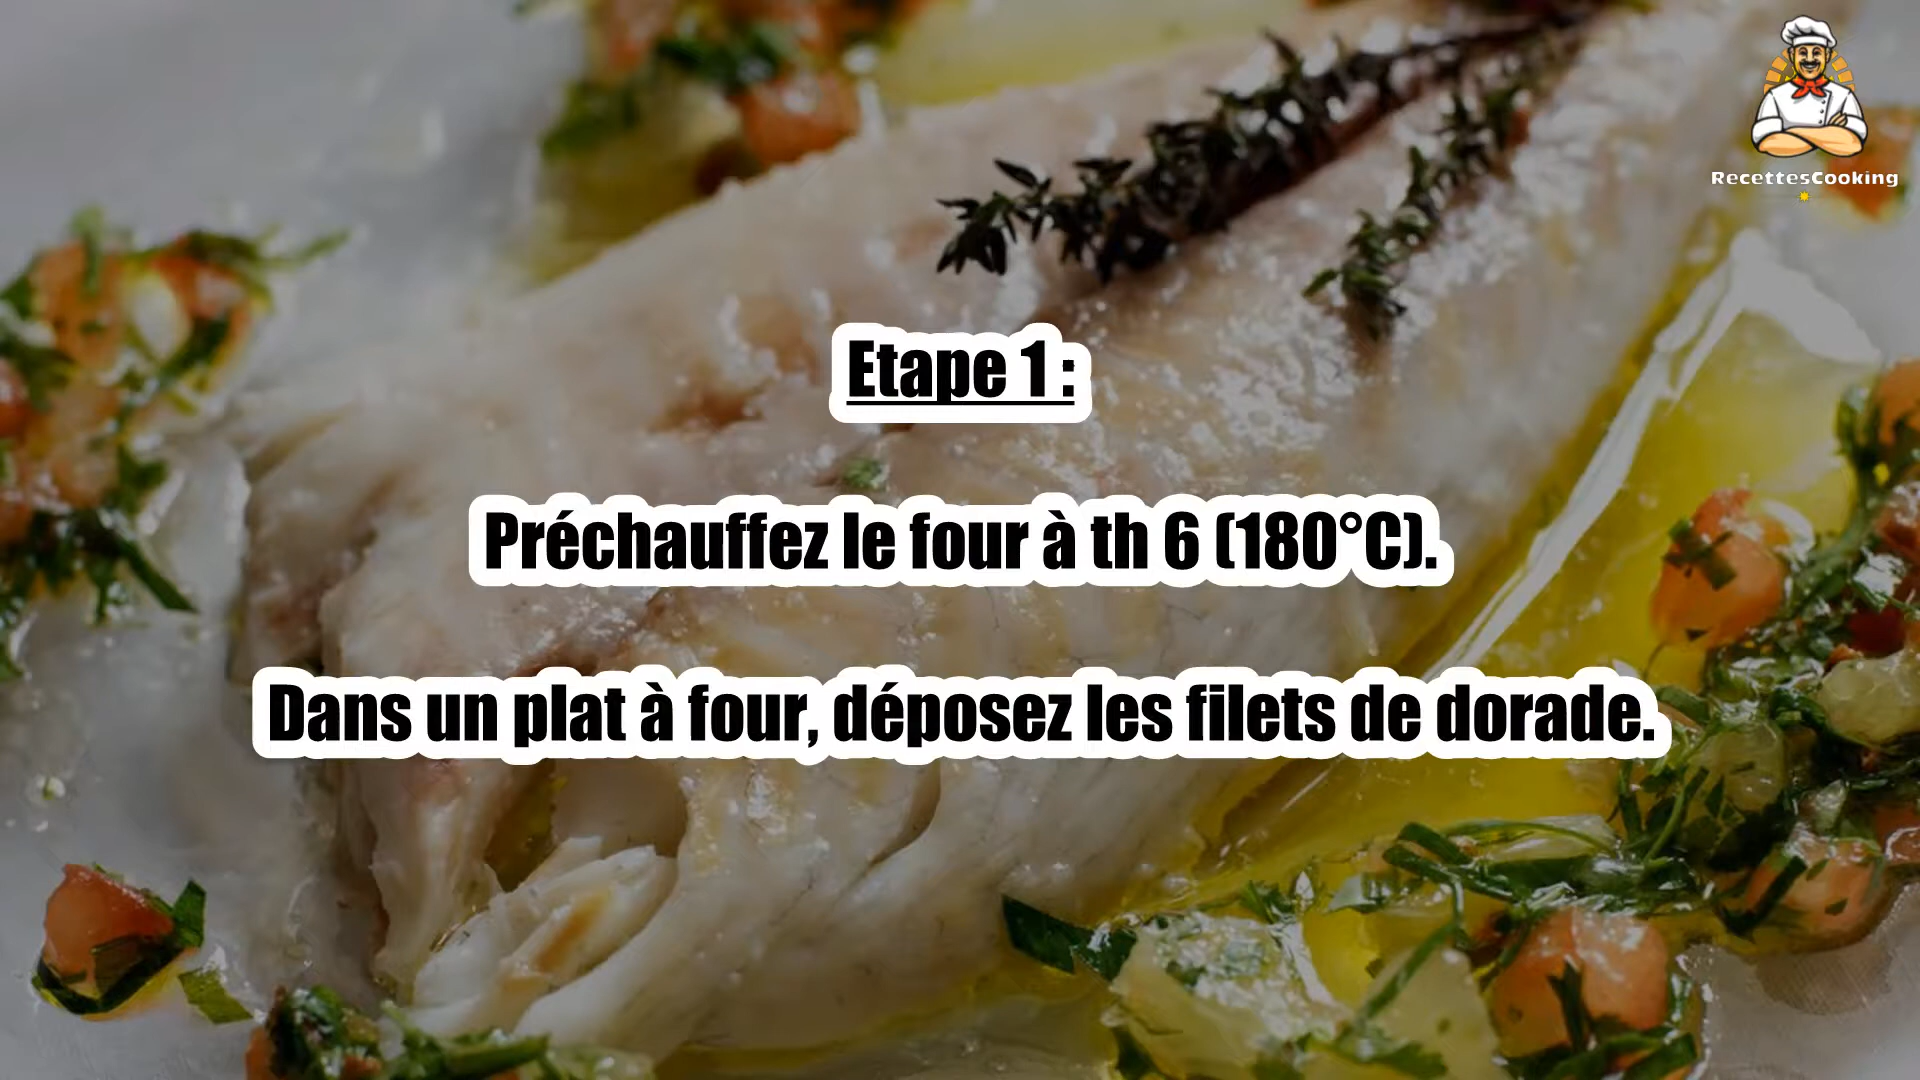 RecettesCooking
Etape 1 :
Préchauffez le four à th 6 (180°C).
Dans un plat à four, déposez les filets de dorade.